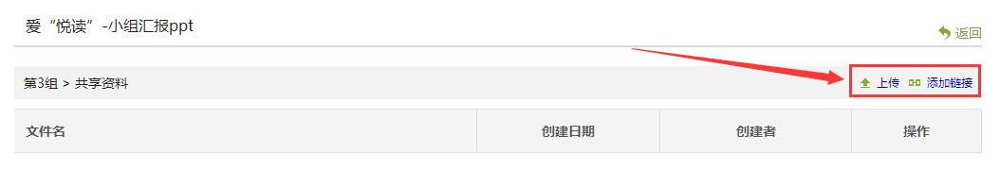 爱“悦读”-小组汇报ppt
返回
第3组 > 共享资料 上传 添加链接
文件名 创建日期 创建者 操作